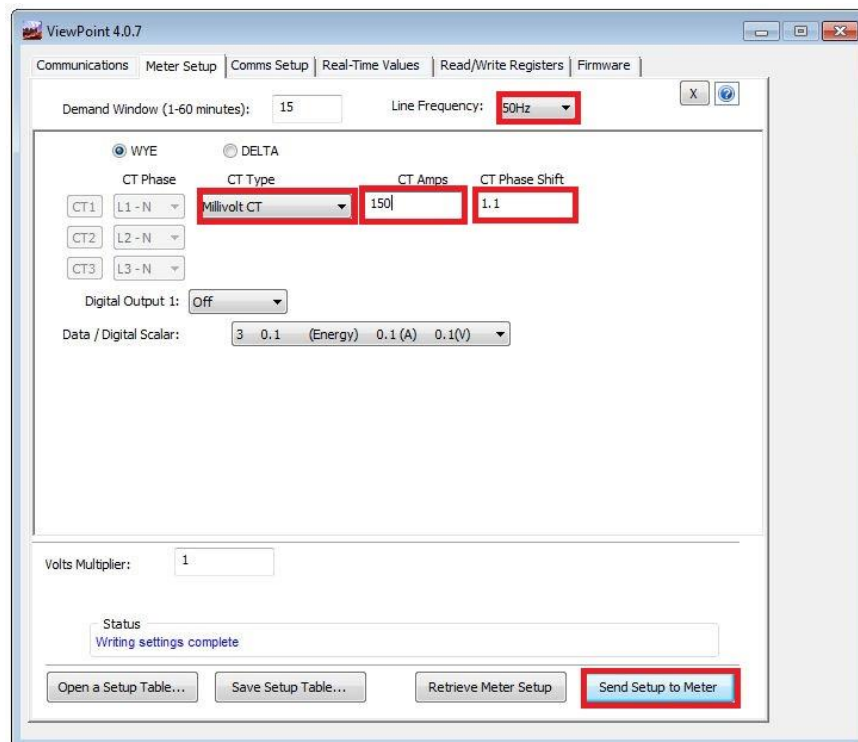 ViewPoint 4.0.7
Communications Meter Setup Comms Setup Real-Time Values Read/Write Registers Firmware
Demand Window (1-60 minutes): 15 Line Frequency: 50Hz X
WYE DELTA
CT Phase CT Type CT Amps CT Phase Shift
CT1 L1 - N Millivolt CT 150 1.1
CT2 L2 - N
CT3 L3 - N
Digital Output 1: Off
Data / Digital Scalar: 3 0.1 (Energy) 0.1 (A) 0.1(V)
Volts Multiplier: 1
Status
Writing settings complete
Open a Setup Table... Save Setup Table... Retrieve Meter Setup Send Setup to Meter